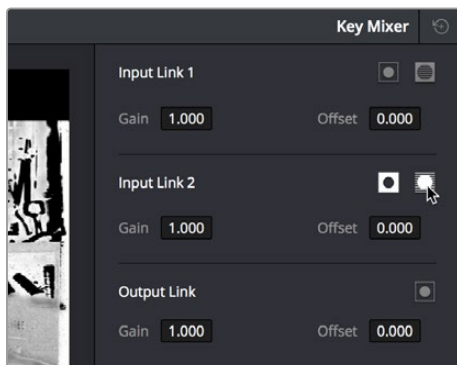 Key Mixer
Input Link 1
Gain 1.000 Offset 0.000
Input Link 2
Gain 1.000 Offset 0.000
Output Link
Gain 1.000 Offset 0.000